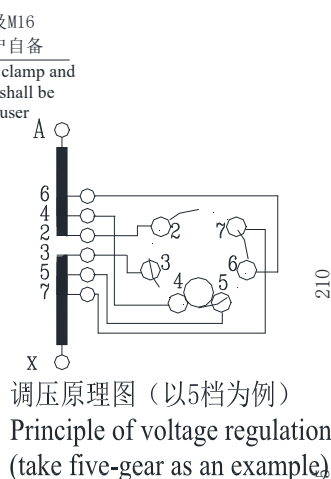 M16
户自备
clamp and
shall be
user
A
6
4
2
3
5
7
2
7
3
6
4
5
210
x
调压原理图（以5档为例）
Principle of voltage regulation
(take five-gear as an example)